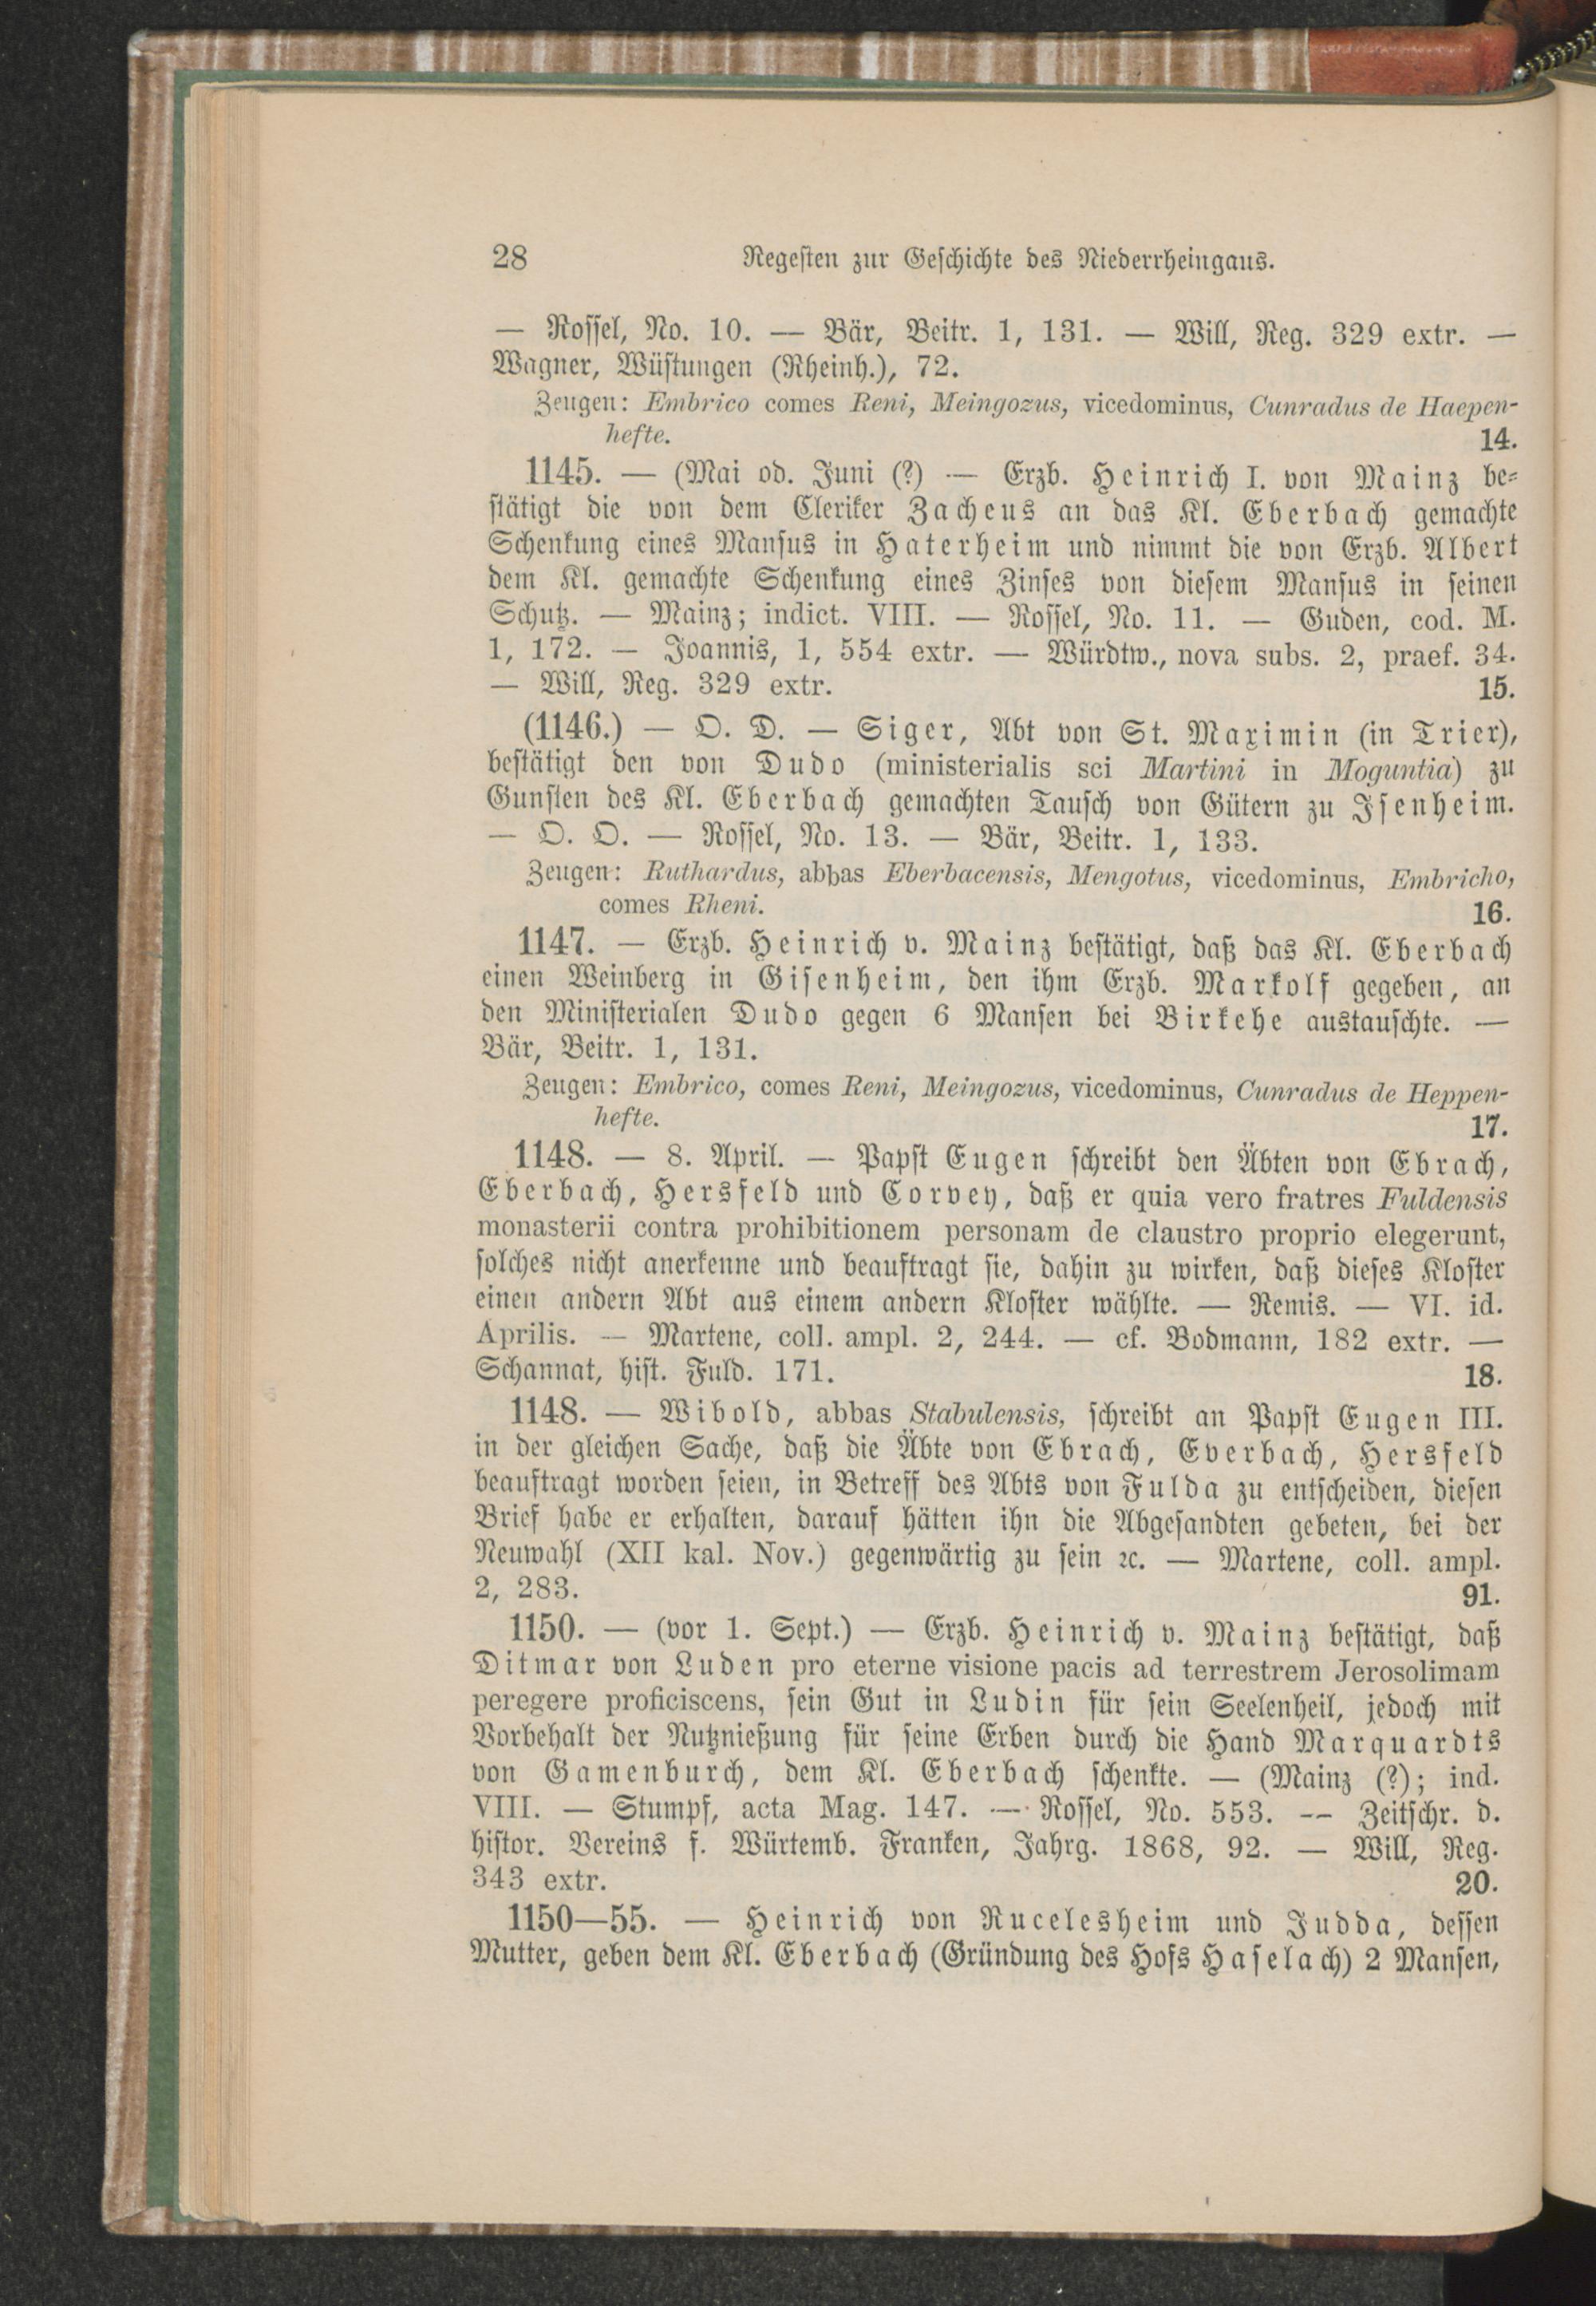 28 Regesten zur Geschichte des Niederrheingaus.
— Rossel, No. 10. — Bär, Beitr. 1, 131. — Will, Reg. 329 extr. —
Wagner, Wüstungen (Rheinh.), 72.
Zeugen: Embrico comes Reni, Meingozus, vicedominus, Cunradus de Haepen-
hefte. 14.
1145. — (Mai od. Juni (?) — Erzb. Heinrich I. von Mainz be-
stätigt die von dem Cleriker Zacheus an das Kl. Eberbach gemachte
Schenkung eines Mansus in Haterheim und nimmt die von Erzb. Albert
dem Kl. gemachte Schenkung eines Zinses von diesem Mansus in seinen
Schutz. — Mainz; indict. VIII. — Rossel, No. 11. — Guden, cod. M.
1, 172. — Joannis, 1, 554 extr. — Würdtw., nova subs. 2, praef. 34.
— Will, Reg. 329 extr. 15.
(1146.) — O. D. — Siger, Abt von St. Maximin (in Trier),
bestätigt den von Dudo (ministerialis sci Martini in Moguntia) zu
Gunsten des Kl. Eberbach gemachten Tausch von Gütern zu Isenheim.
— O. O. — Rossel, No. 13. — Bär, Beitr. 1, 133.
Zeugen: Ruthardus, abbas Eberbacensis, Mengotus, vicedominus, Embricho,
comes Rheni. 16.
1147. — Erzb. Heinrich v. Mainz bestätigt, daß das Kl. Eberbach
einen Weinberg in Gisenheim, den ihm Erzb. Markolf gegeben, an
den Ministerialen Dudo gegen 6 Mansen bei Birkehe austauschte. —
Bär, Beitr. 1, 131.
Zeugen: Embrico, comes Reni, Meingozus, vicedominus, Cunradus de Heppen-
hefte. 17.
1148. — 8. April. — Papst Eugen schreibt den Äbten von Ebrach,
Eberbach, Hersfeld und Corvey, daß er quia vero fratres Fuldensis
monasterii contra prohibitionem personam de claustro proprio elegerunt,
solches nicht anerkenne und beauftragt sie, dahin zu wirken, daß dieses Kloster
einen andern Abt aus einem andern Kloster wählte. — Remis. — VI. id.
Aprilis. — Martene, coll. ampl. 2, 244. — cf. Bodmann, 182 extr. —
Schannat, hist. Fuld. 171. 18.
1148. — Wibold, abbas Stabulensis, schreibt an Papst Eugen III.
in der gleichen Sache, daß die Äbte von Ebrach, Everbach, Hersfeld
beauftragt worden seien, in Betreff des Abts von Fulda zu entscheiden, diesen
Brief habe er erhalten, darauf hätten ihn die Abgesandten gebeten, bei der
Neuwahl (XII kal. Nov.) gegenwärtig zu sein ꝛc. — Martene, coll. ampl.
2, 283. 91.
1150. — (vor 1. Sept.) — Erzb. Heinrich v. Mainz bestätigt, daß
Ditmar von Luden pro eterne visione pacis ad terrestrem Jerosolimam
peregere proficiscens, sein Gut in Ludin für sein Seelenheil, jedoch mit
Vorbehalt der Nutznießung für seine Erben durch die Hand Marquardts
von Gamenburch, dem Kl. Eberbach schenkte. — (Mainz (?); ind.
VIII. — Stumpf, acta Mag. 147. — Rossel, No. 553. — Zeitschr. d.
histor. Vereins f. Würtemb. Franken, Jahrg. 1868, 92. — Will, Reg.
343 extr. 20.
1150—55. — Heinrich von Rucelesheim und Judda, dessen
Mutter, geben dem Kl. Eberbach (Gründung des Hofs Haselach) 2 Mansen,